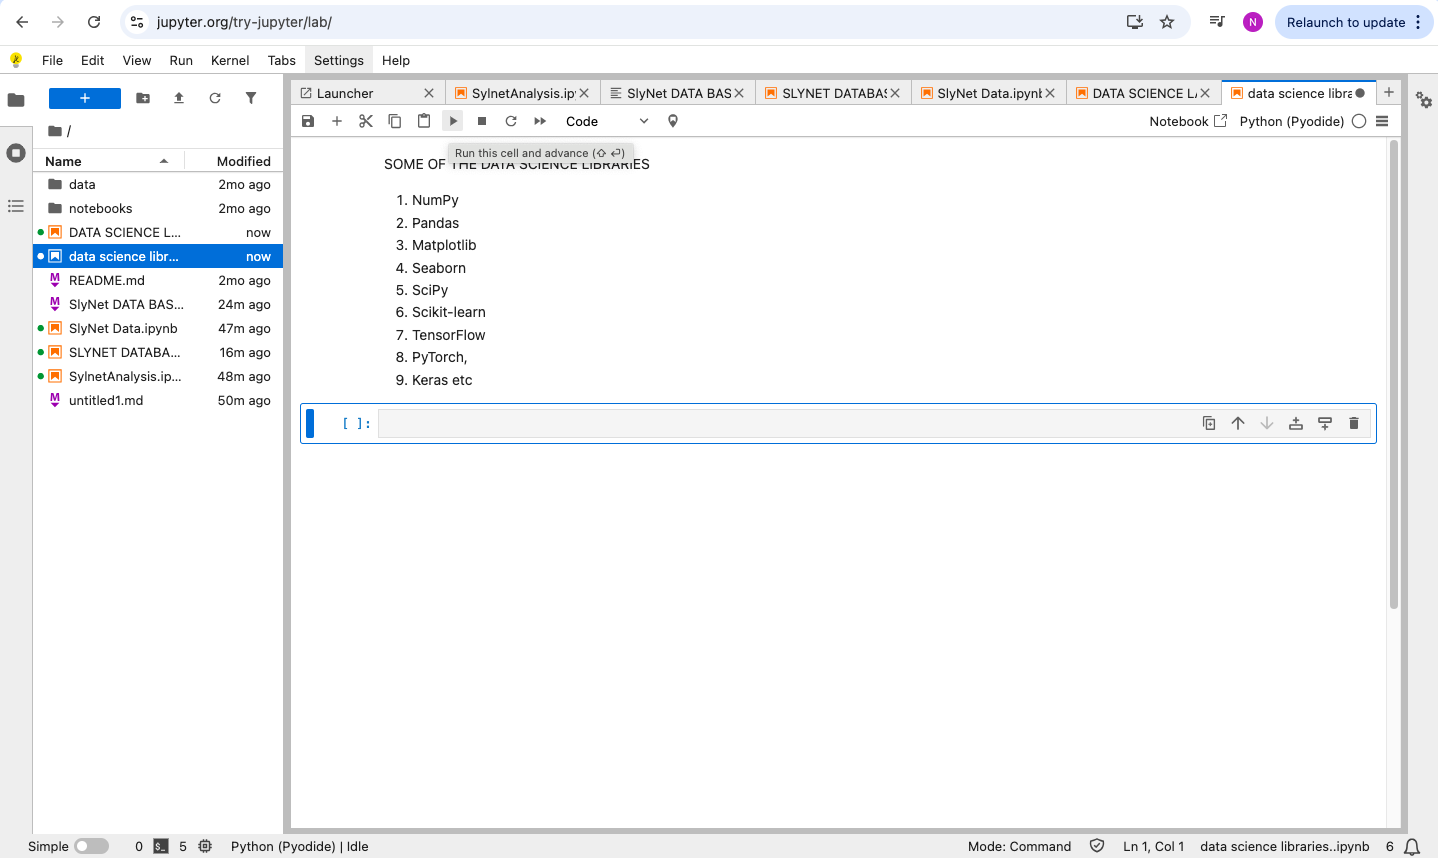 jupyter.org/try-jupyter/lab/
N
Relaunch to update
File Edit View Run Kernel Tabs Settings Help
Launcher
SylnetAnalysis.ip
SlyNet DATA BAS
SLYNET DATABAS
SlyNet Data.ipynb
DATA SCIENCE L
data science libra
Code
Notebook
Python (Pyodide)
Run this cell and advance (⇧ ⏎)
/
Name Modified
data 2mo ago
notebooks 2mo ago
DATA SCIENCE L... now
data science libr... now
README.md 2mo ago
SlyNet DATA BAS... 24m ago
SlyNet Data.ipynb 47m ago
SLYNET DATABA... 16m ago
SylnetAnalysis.ip... 48m ago
untitled1.md 50m ago
SOME OF THE DATA SCIENCE LIBRARIES
1. NumPy
2. Pandas
3. Matplotlib
4. Seaborn
5. SciPy
6. Scikit-learn
7. TensorFlow
8. PyTorch,
9. Keras etc
[ ]:
Simple 0 $_ 5 Python (Pyodide) | Idle Mode: Command Ln 1, Col 1 data science libraries..ipynb 6